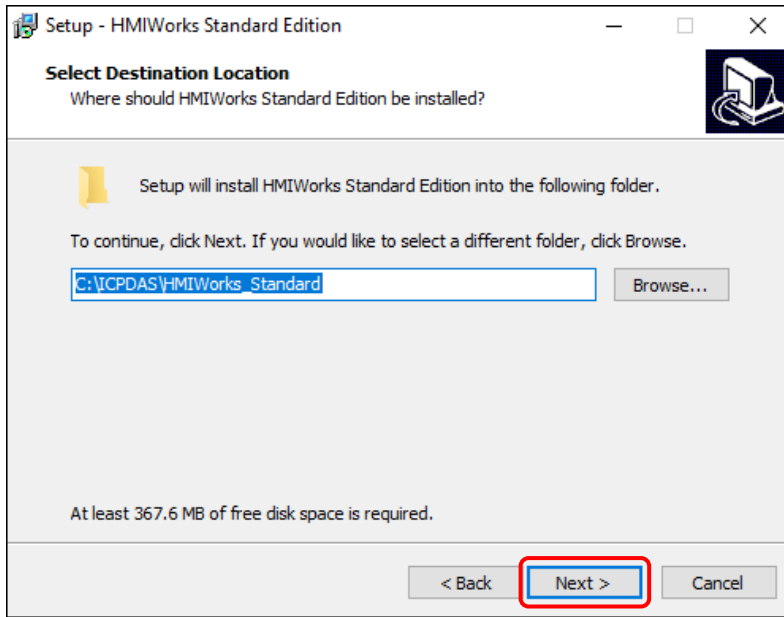 Setup - HMIWorks Standard Edition
Select Destination Location
Where should HMIWorks Standard Edition be installed?
Setup will install HMIWorks Standard Edition into the following folder.
To continue, click Next. If you would like to select a different folder, click Browse.
C:\ICPDAS\HMIWorks_Standard
Browse...
At least 367.6 MB of free disk space is required.
< Back
Next >
Cancel